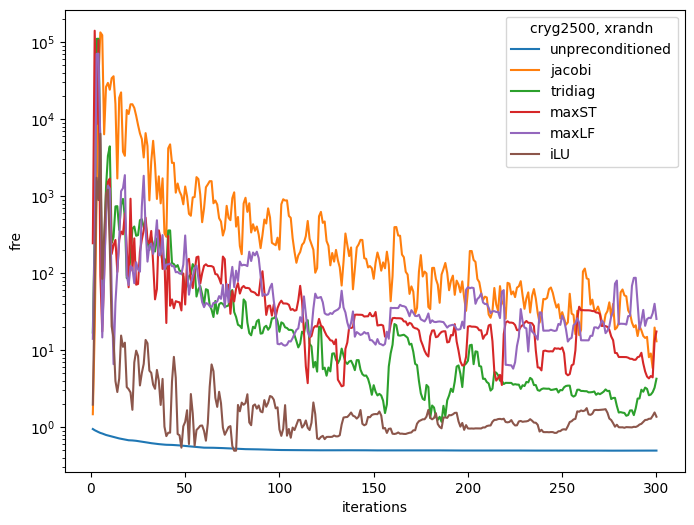 cryg2500, xrandn
unpreconditioned
jacobi
tridiag
maxST
maxLF
iLU
fre
10^5
10^4
10^3
10^2
10^1
10^0
0 50 100 150 200 250 300
iterations